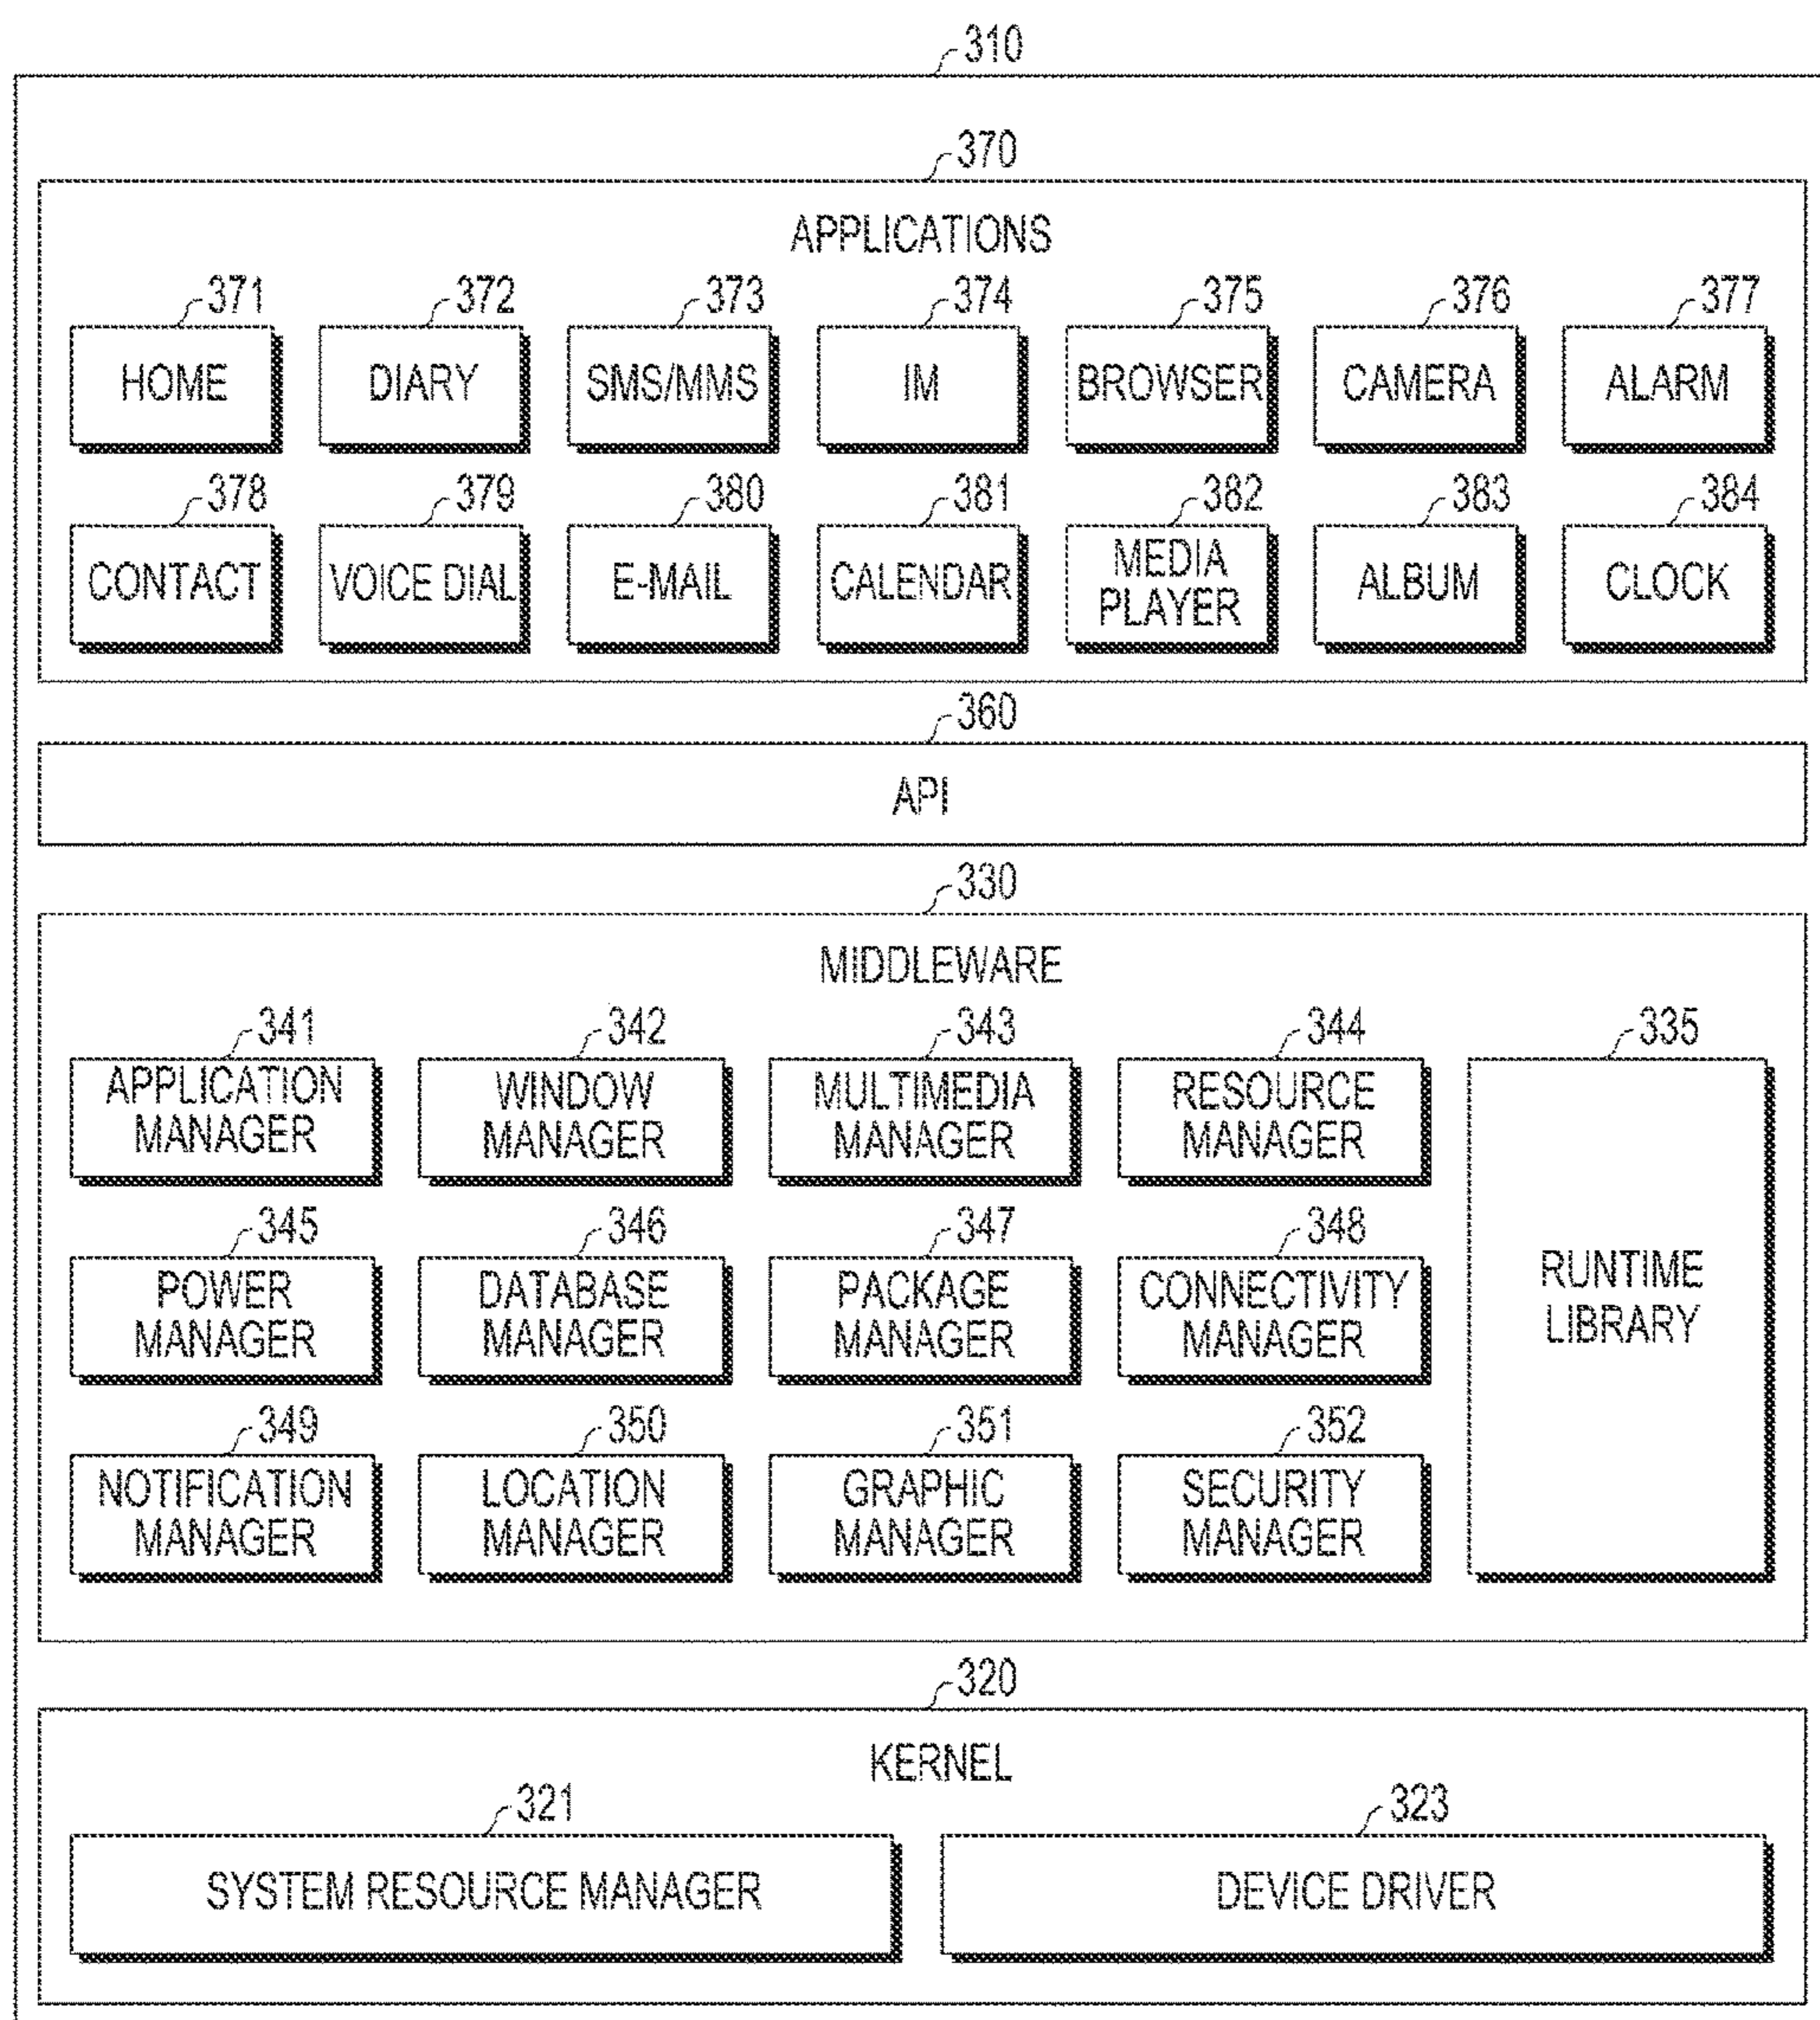 310
370
APPLICATIONS
371 372 373 374 375 376 377
HOME DIARY SMS/MMS IM BROWSER CAMERA ALARM
378 379 380 381 382 383 384
CONTACT VOICE DIAL E-MAIL CALENDAR MEDIA PLAYER ALBUM CLOCK
360
API
330
MIDDLEWARE
341 342 343 344 335
APPLICATION WINDOW MULTIMEDIA RESOURCE
MANAGER MANAGER MANAGER MANAGER
345 346 347 348
POWER DATABASE PACKAGE CONNECTIVITY RUNTIME
MANAGER MANAGER MANAGER MANAGER LIBRARY
349 350 351 352
NOTIFICATION LOCATION GRAPHIC SECURITY
MANAGER MANAGER MANAGER MANAGER
320
KERNEL
321 323
SYSTEM RESOURCE MANAGER DEVICE DRIVER